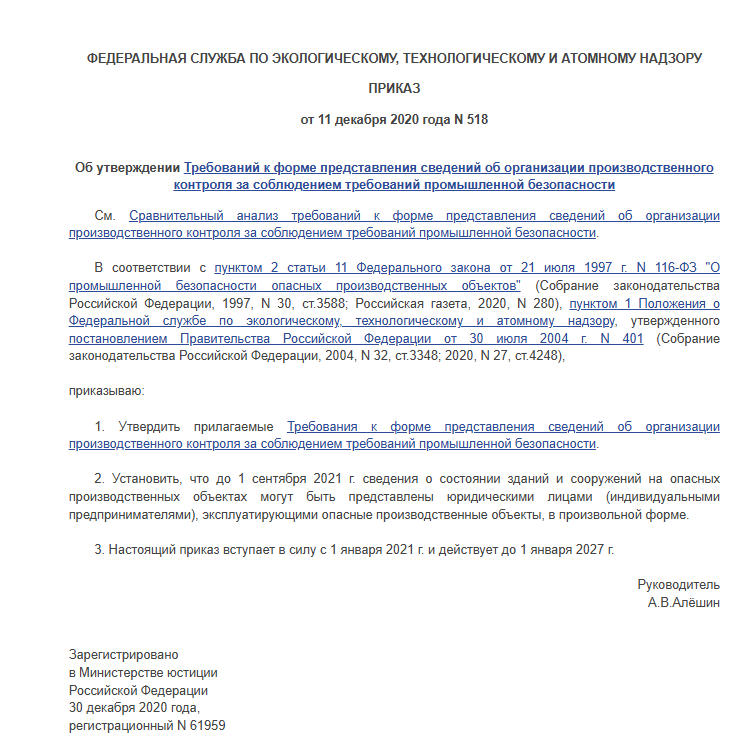 ФЕДЕРАЛЬНАЯ СЛУЖБА ПО ЭКОЛОГИЧЕСКОМУ, ТЕХНОЛОГИЧЕСКОМУ И АТОМНОМУ НАДЗОРУ
ПРИКАЗ
от 11 декабря 2020 года N 518
Об утверждении Требований к форме представления сведений об организации производственного
контроля за соблюдением требований промышленной безопасности
См. Сравнительный анализ требований к форме представления сведений об организации
производственного контроля за соблюдением требований промышленной безопасности.
В соответствии с пунктом 2 статьи 11 Федерального закона от 21 июля 1997 г. N 116-ФЗ "О
промышленной безопасности опасных производственных объектов" (Собрание законодательства
Российской Федерации, 1997, N 30, ст.3588; Российская газета, 2020, N 280), пунктом 1 Положения о
Федеральной службе по экологическому, технологическому и атомному надзору, утвержденного
постановлением Правительства Российской Федерации от 30 июля 2004 г. N 401 (Собрание
законодательства Российской Федерации, 2004, N 32, ст.3348; 2020, N 27, ст.4248),
приказываю:
1. Утвердить прилагаемые Требования к форме представления сведений об организации
производственного контроля за соблюдением требований промышленной безопасности.
2. Установить, что до 1 сентября 2021 г. сведения о состоянии зданий и сооружений на опасных
производственных объектах могут быть представлены юридическими лицами (индивидуальными
предпринимателями), эксплуатирующими опасные производственные объекты, в произвольной форме.
3. Настоящий приказ вступает в силу с 1 января 2021 г. и действует до 1 января 2027 г.
Руководитель
А.В.Алёшин
Зарегистрировано
в Министерстве юстиции
Российской Федерации
30 декабря 2020 года,
регистрационный N 61959